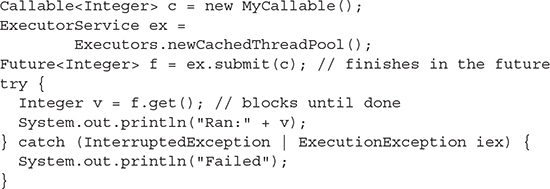 Callable<Integer> c = new MyCallable();
ExecutorService ex =
        Executors.newCachedThreadPool();
Future<Integer> f = ex.submit(c); // finishes in the future
try {
  Integer v = f.get(); // blocks until done
  System.out.println("Ran:" + v);
} catch (InterruptedException | ExecutionException iex) {
  System.out.println("Failed");
}